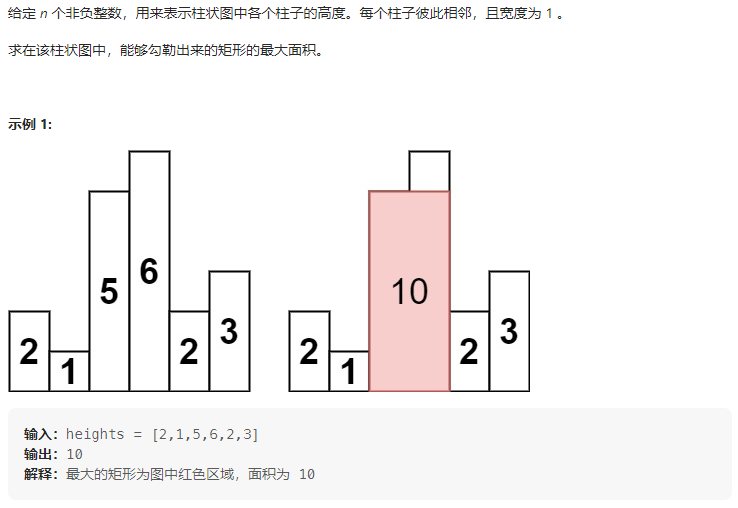 给定 n 个非负整数，用来表示柱状图中各个柱子的高度。每个柱子彼此相邻，且宽度为 1 。
求在该柱状图中，能够勾勒出来的矩形的最大面积。
示例 1:
2 1 5 6 2 3
2 1 10 2 3
输入：heights = [2,1,5,6,2,3]
输出：10
解释：最大的矩形为图中红色区域，面积为 10